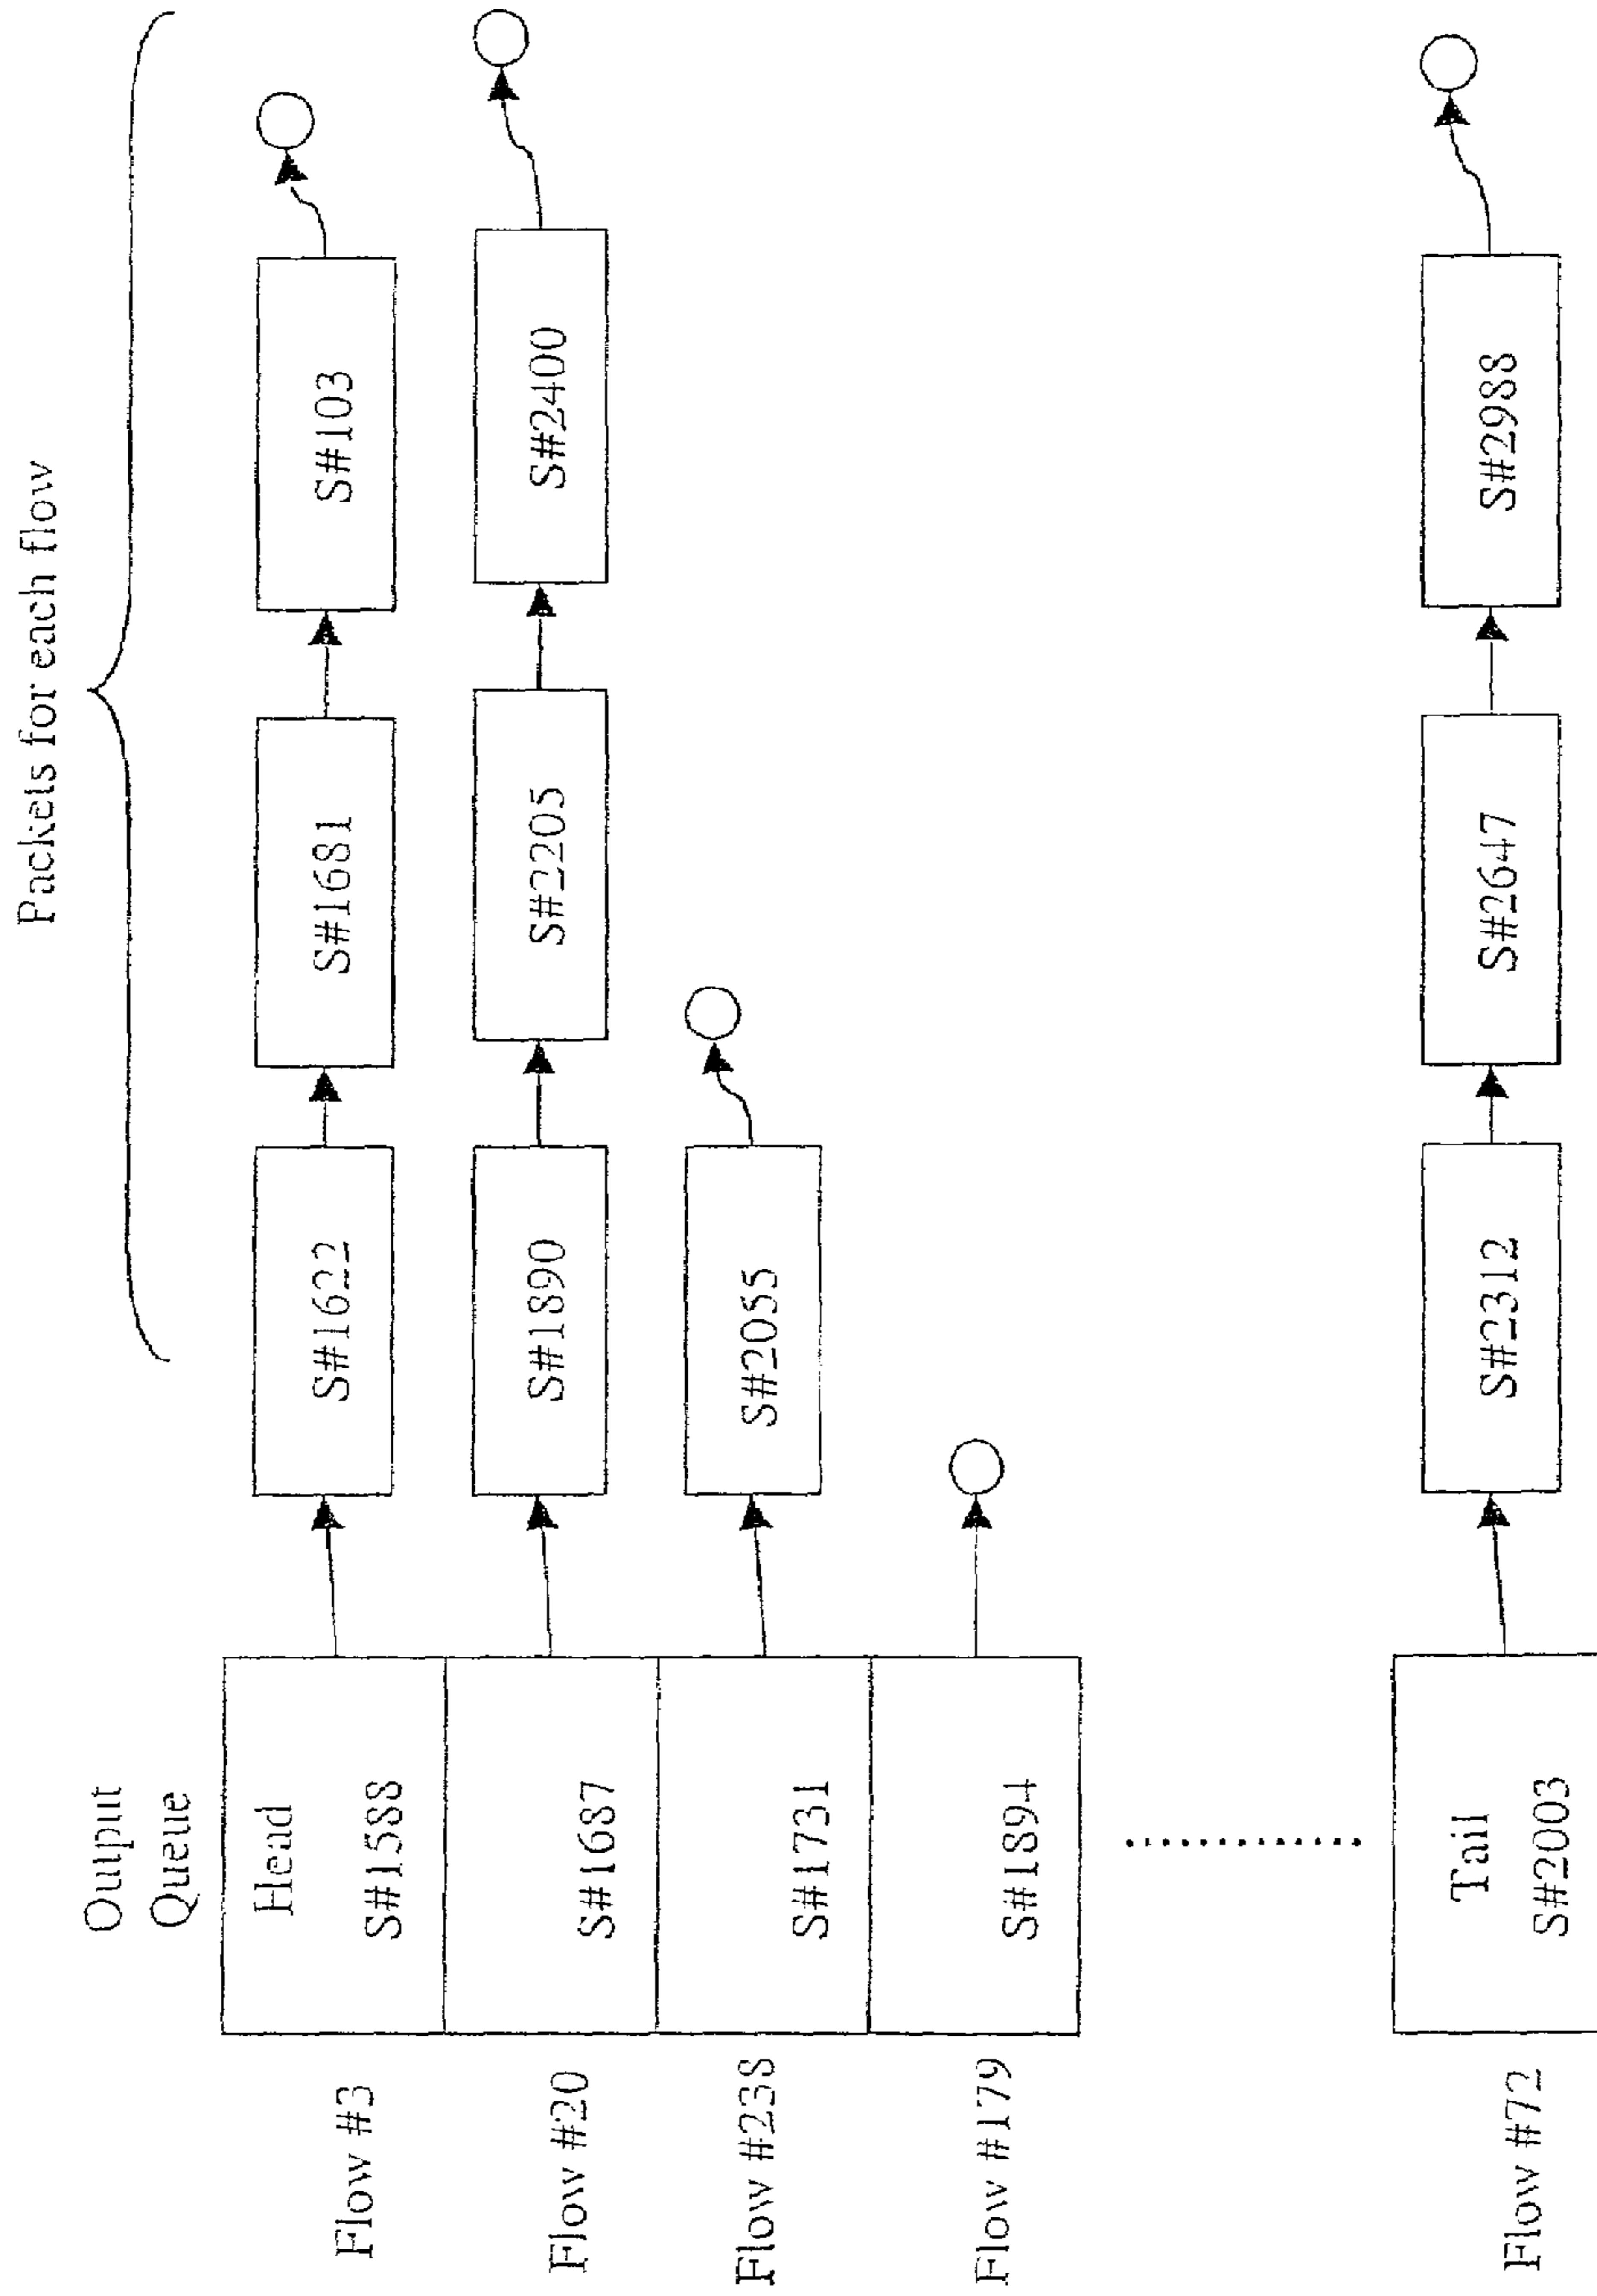 Packets for each flow
Output
Queue
Flow #3
Head
S#1588
S#1622
S#1681
S#103
Flow #20
S#1687
S#1890
S#2205
S#2400
Flow #238
S#1731
S#2055
Flow #179
S#1894
Flow #72
Tail
S#2003
S#2312
S#2647
S#2988